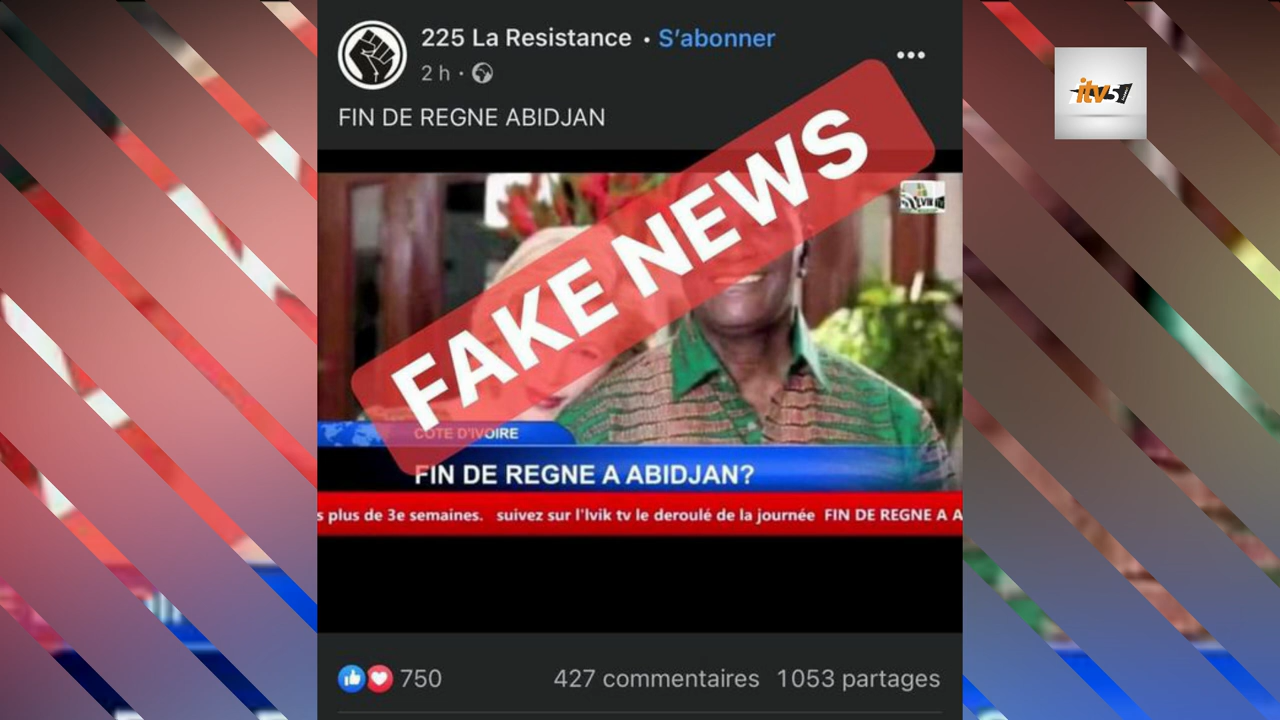 225 La Resistance • S'abonner
2 h •
FIN DE REGNE ABIDJAN
FAKE NEWS
COTE D'IVOIRE
FIN DE REGNE A ABIDJAN?
s plus de 3e semaines. suivez sur l'lvik tv le deroulé de la journée FIN DE REGNE A A
750
427 commentaires 1053 partages
itv51